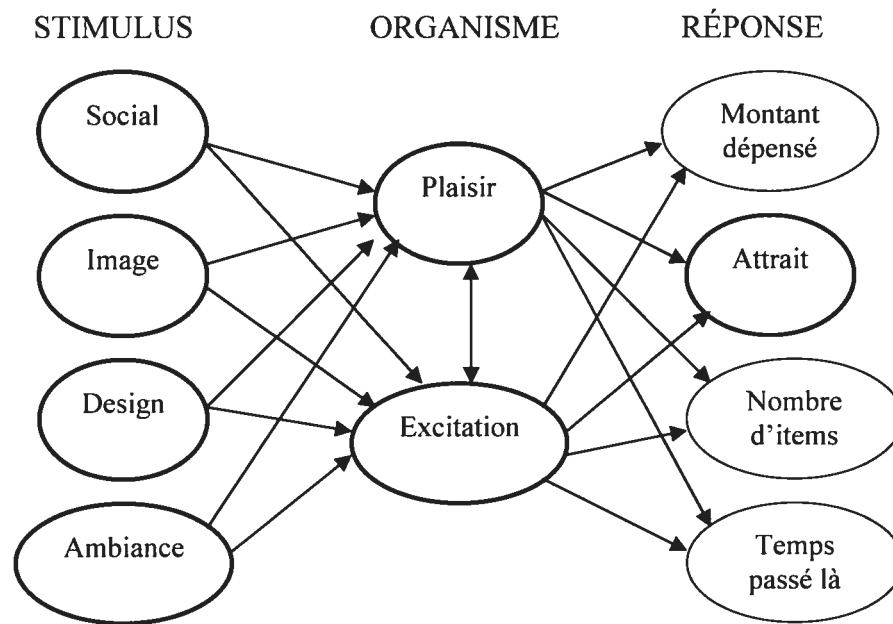 STIMULUS
ORGANISME
RÉPONSE
Social
Image
Design
Ambiance
Plaisir
Excitation
Montant
dépensé
Attrait
Nombre
d'items
Temps
passé là